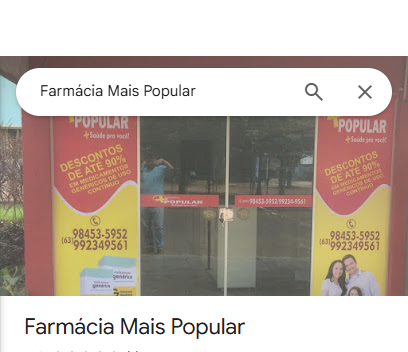 Farmácia Mais Popular
POPULAR
+Saúde pra você!
DESCONTOS
DE ATÉ 90%
EM MEDICAMENTOS
GENÉRICOS DE USO
CONTÍNUO
98453-5952
(63)
992349561
genérico
POPULAR
98453-5952/99234-9561
POPULAR
+Saúde pra você!
DESCONTOS
DE ATÉ 90%
EM MEDICAMENTOS
GENÉRICOS DE USO
CONTÍNUO
98453-5952
(63)
992349561
Farmácia Mais Popular